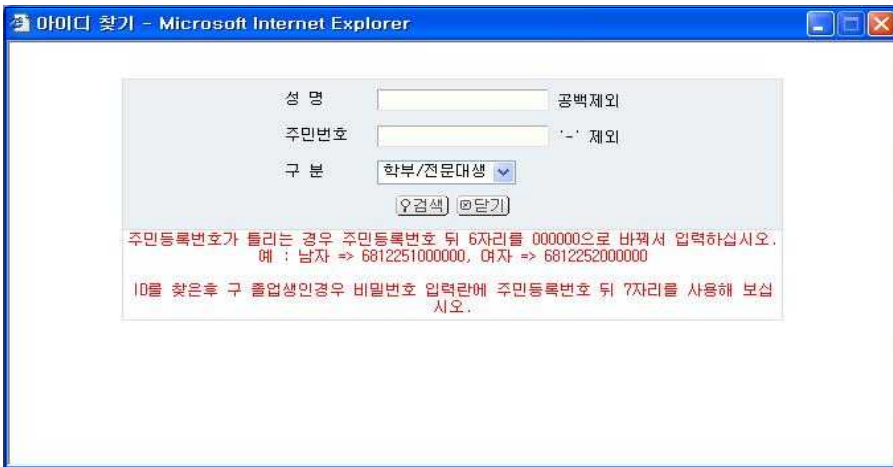 아이디 찾기 - Microsoft Internet Explorer
성 명 공백제외
주민번호 '-' 제외
구 분 학부/전문대생
검색 닫기
주민등록번호가 틀리는 경우 주민등록번호 뒤 6자리를 000000으로 바꿔서 입력하십시오.
예 : 남자 => 6812251000000, 여자 => 6812252000000
ID를 찾은후 구 졸업생인경우 비밀번호 입력란에 주민등록번호 뒤 7자리를 사용해 보십
시오.